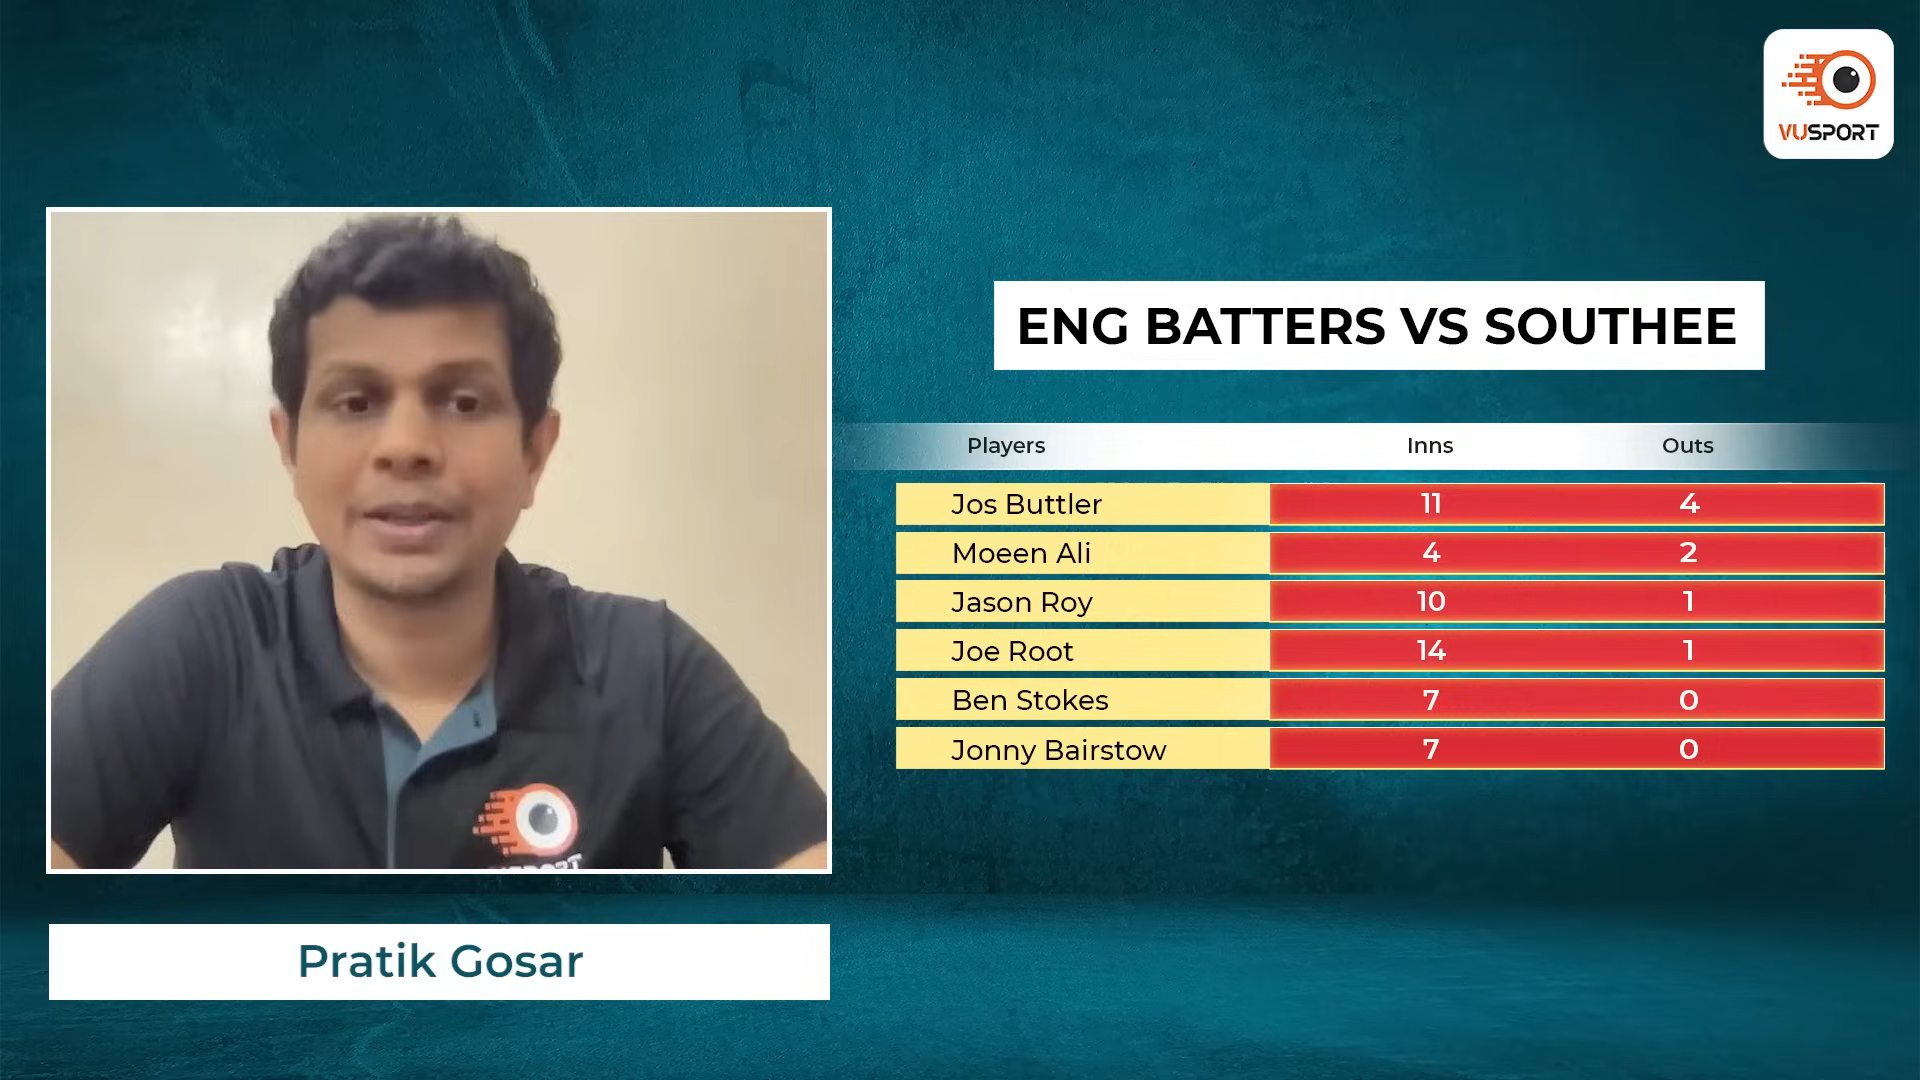 VUSPORT
ENG BATTERS VS SOUTHEE
Players Inns Outs
Jos Buttler 11 4
Moeen Ali 4 2
Jason Roy 10 1
Joe Root 14 1
Ben Stokes 7 0
Jonny Bairstow 7 0
Pratik Gosar